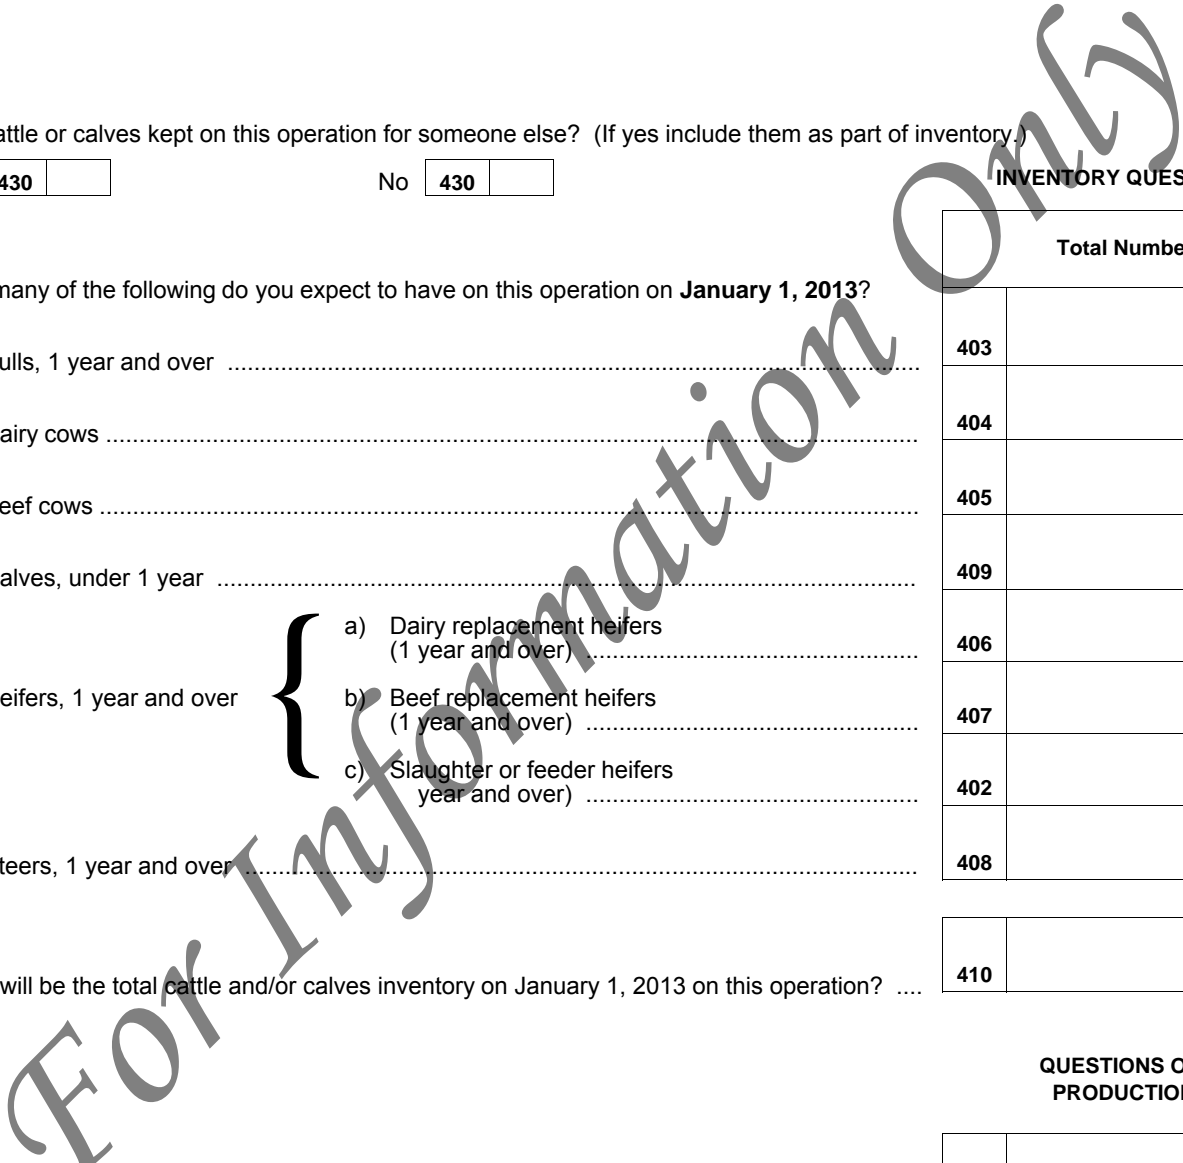 attle or calves kept on this operation for someone else? (If yes include them as part of inventory.)
430 No 430
INVENTORY QUES
Total Numbe
many of the following do you expect to have on this operation on January 1, 2013?
ulls, 1 year and over ........ 403
airy cows ........ 404
eef cows ........ 405
alves, under 1 year ........ 409
a) Dairy replacement heifers
(1 year and over) ........ 406
eifers, 1 year and over { b) Beef replacement heifers
(1 year and over) ........ 407
c) Slaughter or feeder heifers
year and over) ........ 402
teers, 1 year and over ........ 408
will be the total cattle and/or calves inventory on January 1, 2013 on this operation? .... 410
QUESTIONS O
PRODUCTION
For Information Only